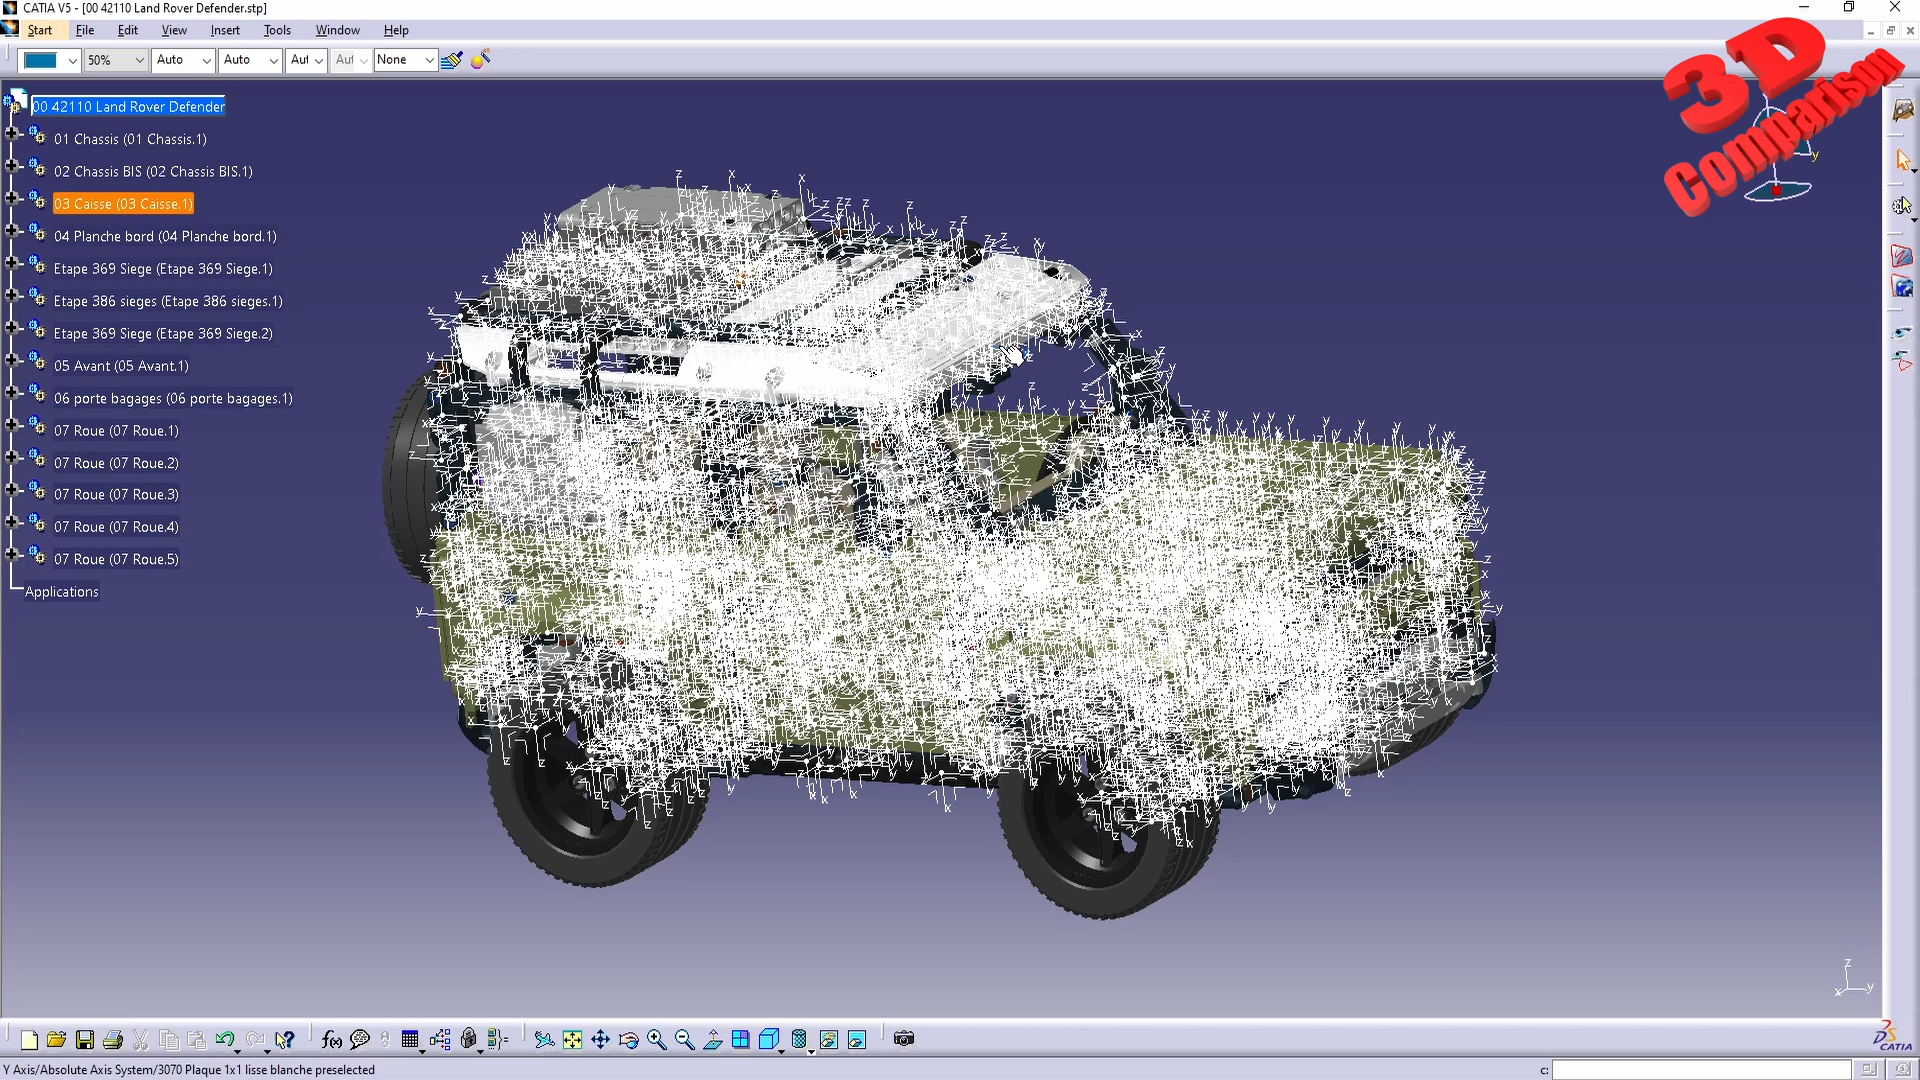 CATIA V5 - [00 42110 Land Rover Defender.stp]
Start File Edit View Insert Tools Window Help
50% Auto Auto Aut Aut None
3D
Comparison
00 42110 Land Rover Defender
01 Chassis (01 Chassis.1)
02 Chassis BIS (02 Chassis BIS.1)
03 Caisse (03 Caisse.1)
04 Planche bord (04 Planche bord.1)
Etape 369 Siege (Etape 369 Siege.1)
Etape 386 sieges (Etape 386 sieges.1)
Etape 369 Siege (Etape 369 Siege.2)
05 Avant (05 Avant.1)
06 porte bagages (06 porte bagages.1)
07 Roue (07 Roue.1)
07 Roue (07 Roue.2)
07 Roue (07 Roue.3)
07 Roue (07 Roue.4)
07 Roue (07 Roue.5)
Applications
y
z
x y
f(x)
CATIA
Y Axis/Absolute Axis System/3070 Plaque 1x1 lisse blanche preselected
c: